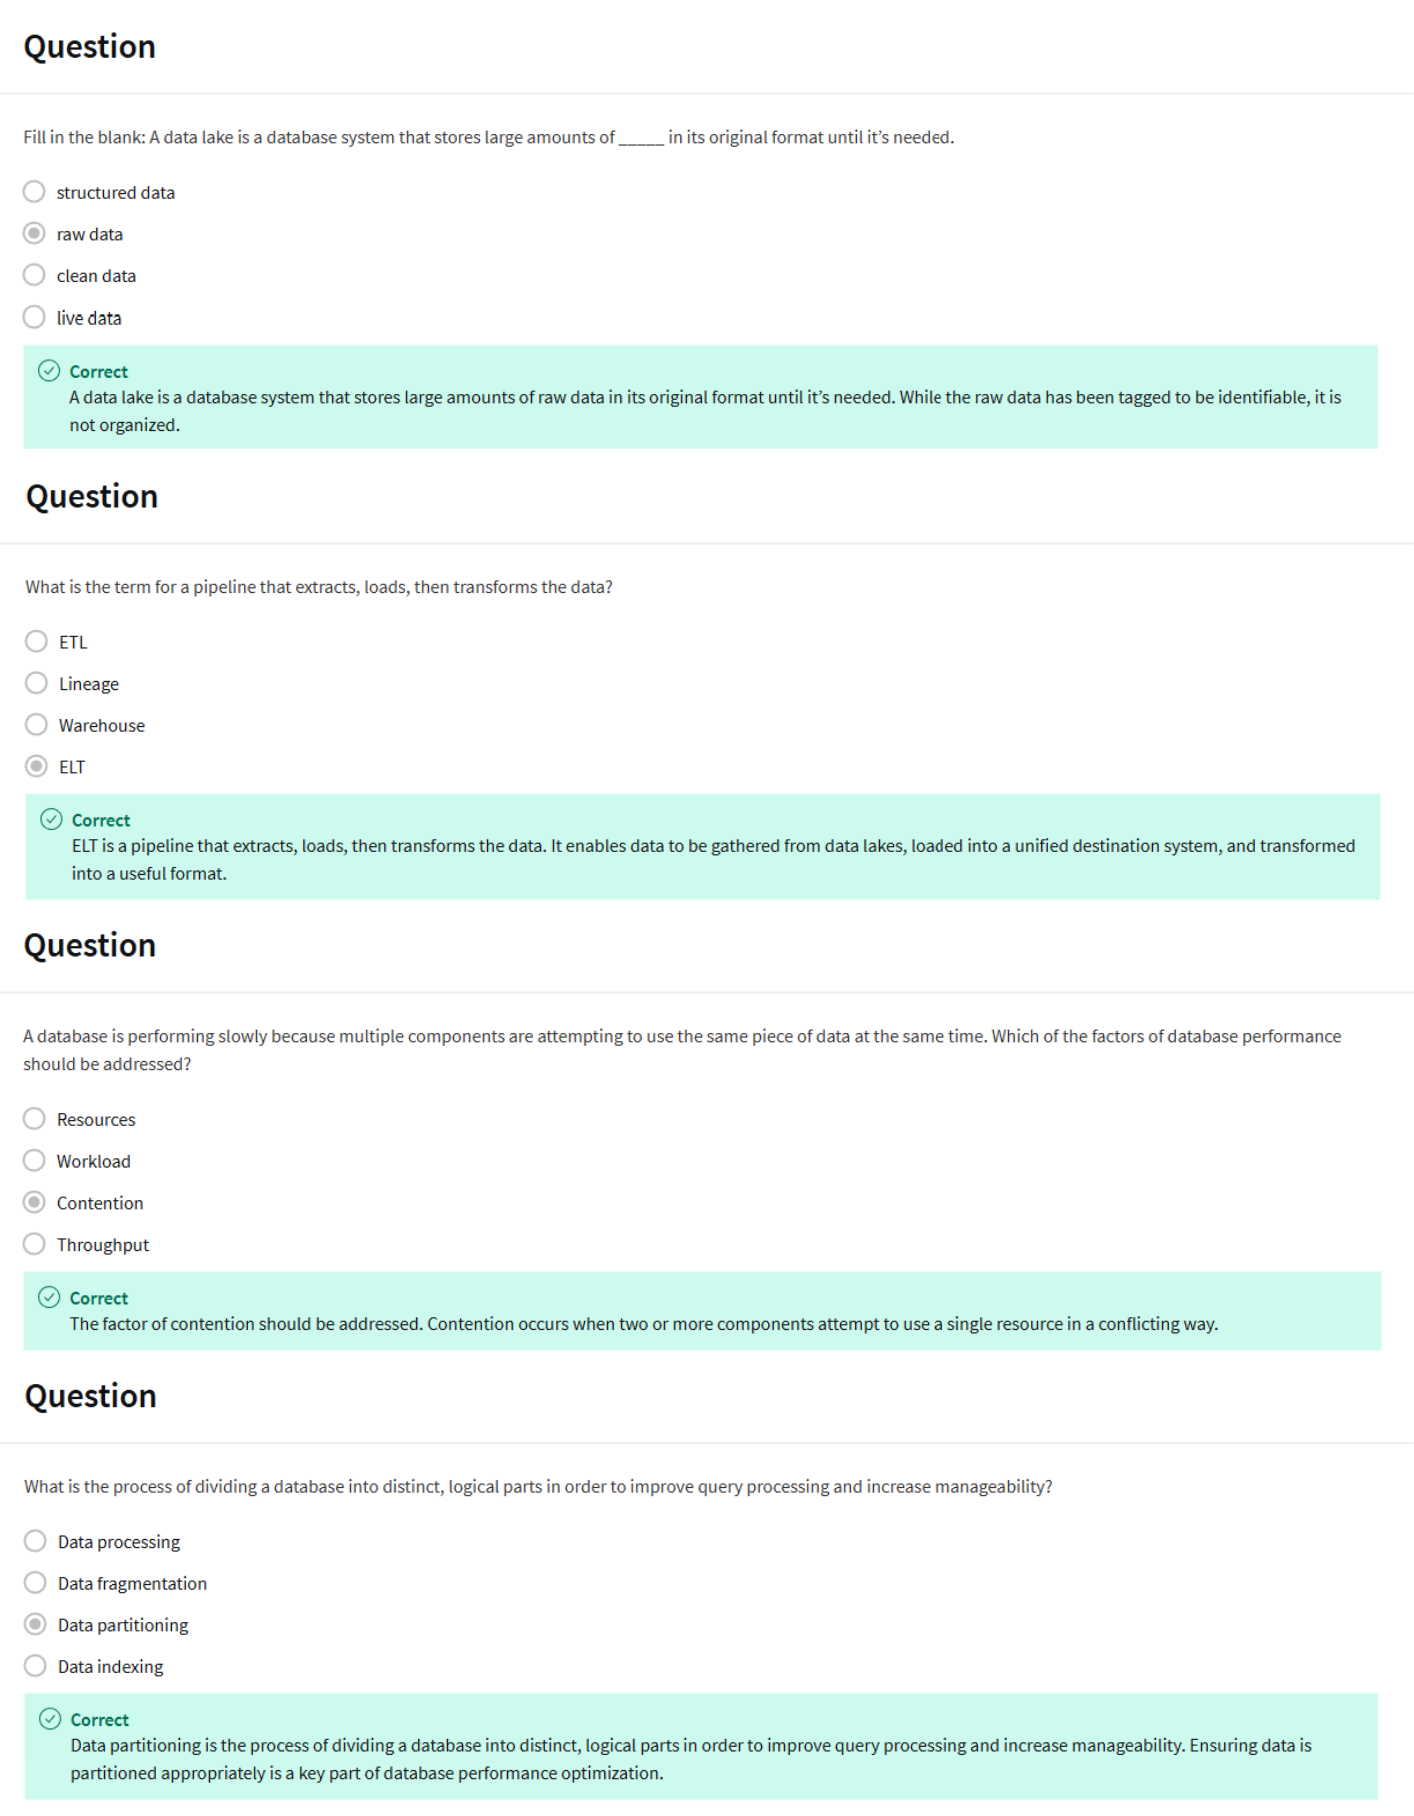 Question
Fill in the blank: A data lake is a database system that stores large amounts of _____ in its original format until it’s needed.
structured data
raw data
clean data
live data
Correct
A data lake is a database system that stores large amounts of raw data in its original format until it’s needed. While the raw data has been tagged to be identifiable, it is
not organized.
Question
What is the term for a pipeline that extracts, loads, then transforms the data?
ETL
Lineage
Warehouse
ELT
Correct
ELT is a pipeline that extracts, loads, then transforms the data. It enables data to be gathered from data lakes, loaded into a unified destination system, and transformed
into a useful format.
Question
A database is performing slowly because multiple components are attempting to use the same piece of data at the same time. Which of the factors of database performance
should be addressed?
Resources
Workload
Contention
Throughput
Correct
The factor of contention should be addressed. Contention occurs when two or more components attempt to use a single resource in a conflicting way.
Question
What is the process of dividing a database into distinct, logical parts in order to improve query processing and increase manageability?
Data processing
Data fragmentation
Data partitioning
Data indexing
Correct
Data partitioning is the process of dividing a database into distinct, logical parts in order to improve query processing and increase manageability. Ensuring data is
partitioned appropriately is a key part of database performance optimization.